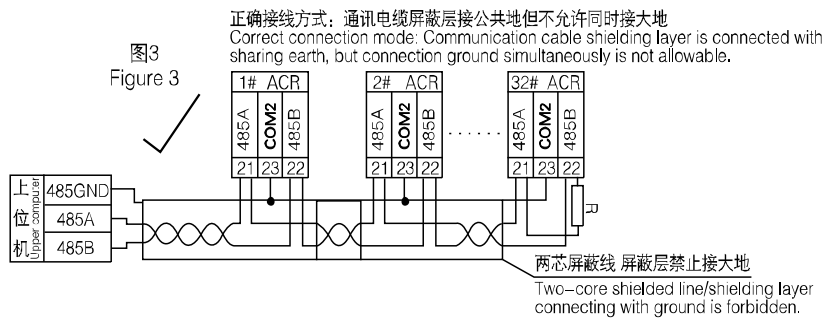 正确接线方式：通讯电缆屏蔽层接公共地但不允许同时接大地
Correct connection mode: Communication cable shielding layer is connected with
sharing earth, but connection ground simultaneously is not allowable.
图3
Figure 3
1# ACR
485A
COM2
485B
21 23 22
2# ACR
485A
COM2
485B
21 23 22
32# ACR
485A
COM2
485B
21 23 22
R
上位机
Upper computer
485GND
485A
485B
两芯屏蔽线 屏蔽层禁止接大地
Two-core shielded line/shielding layer
connecting with ground is forbidden.